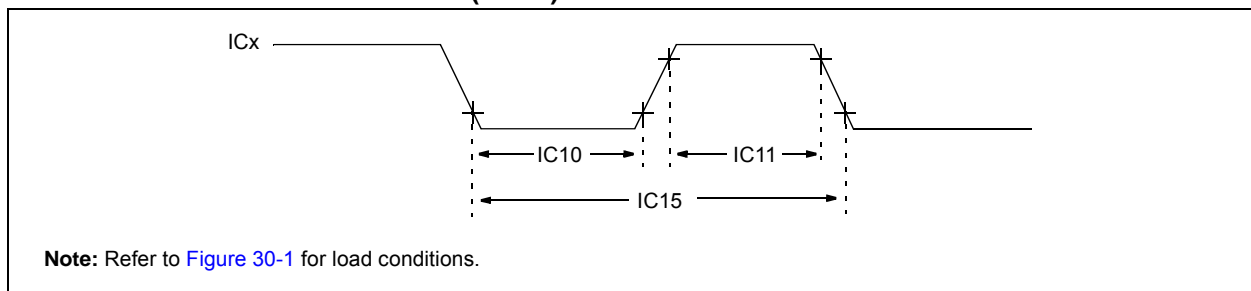 ICx
IC10
IC11
IC15
Note: Refer to Figure 30-1 for load conditions.